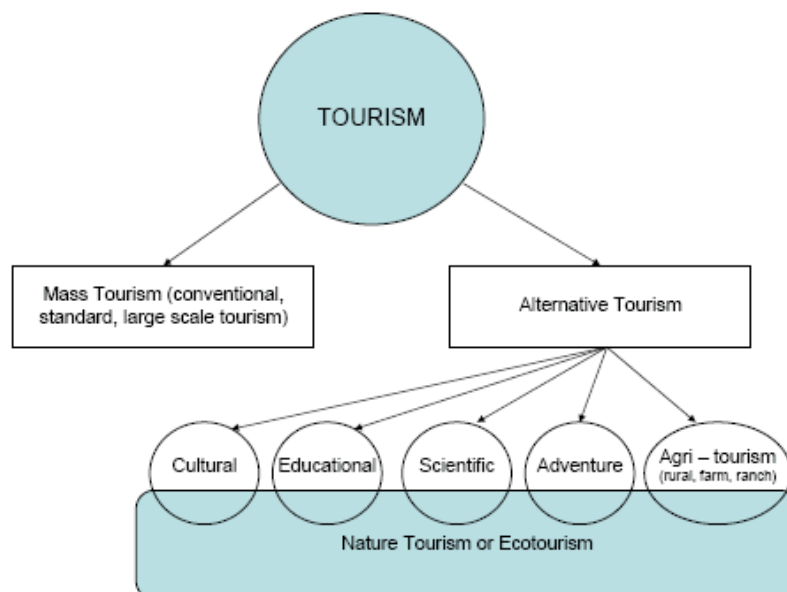 TOURISM
Mass Tourism (conventional,
standard, large scale tourism)
Alternative Tourism
Cultural
Educational
Scientific
Adventure
Agri – tourism
(rural, farm, ranch)
Nature Tourism or Ecotourism